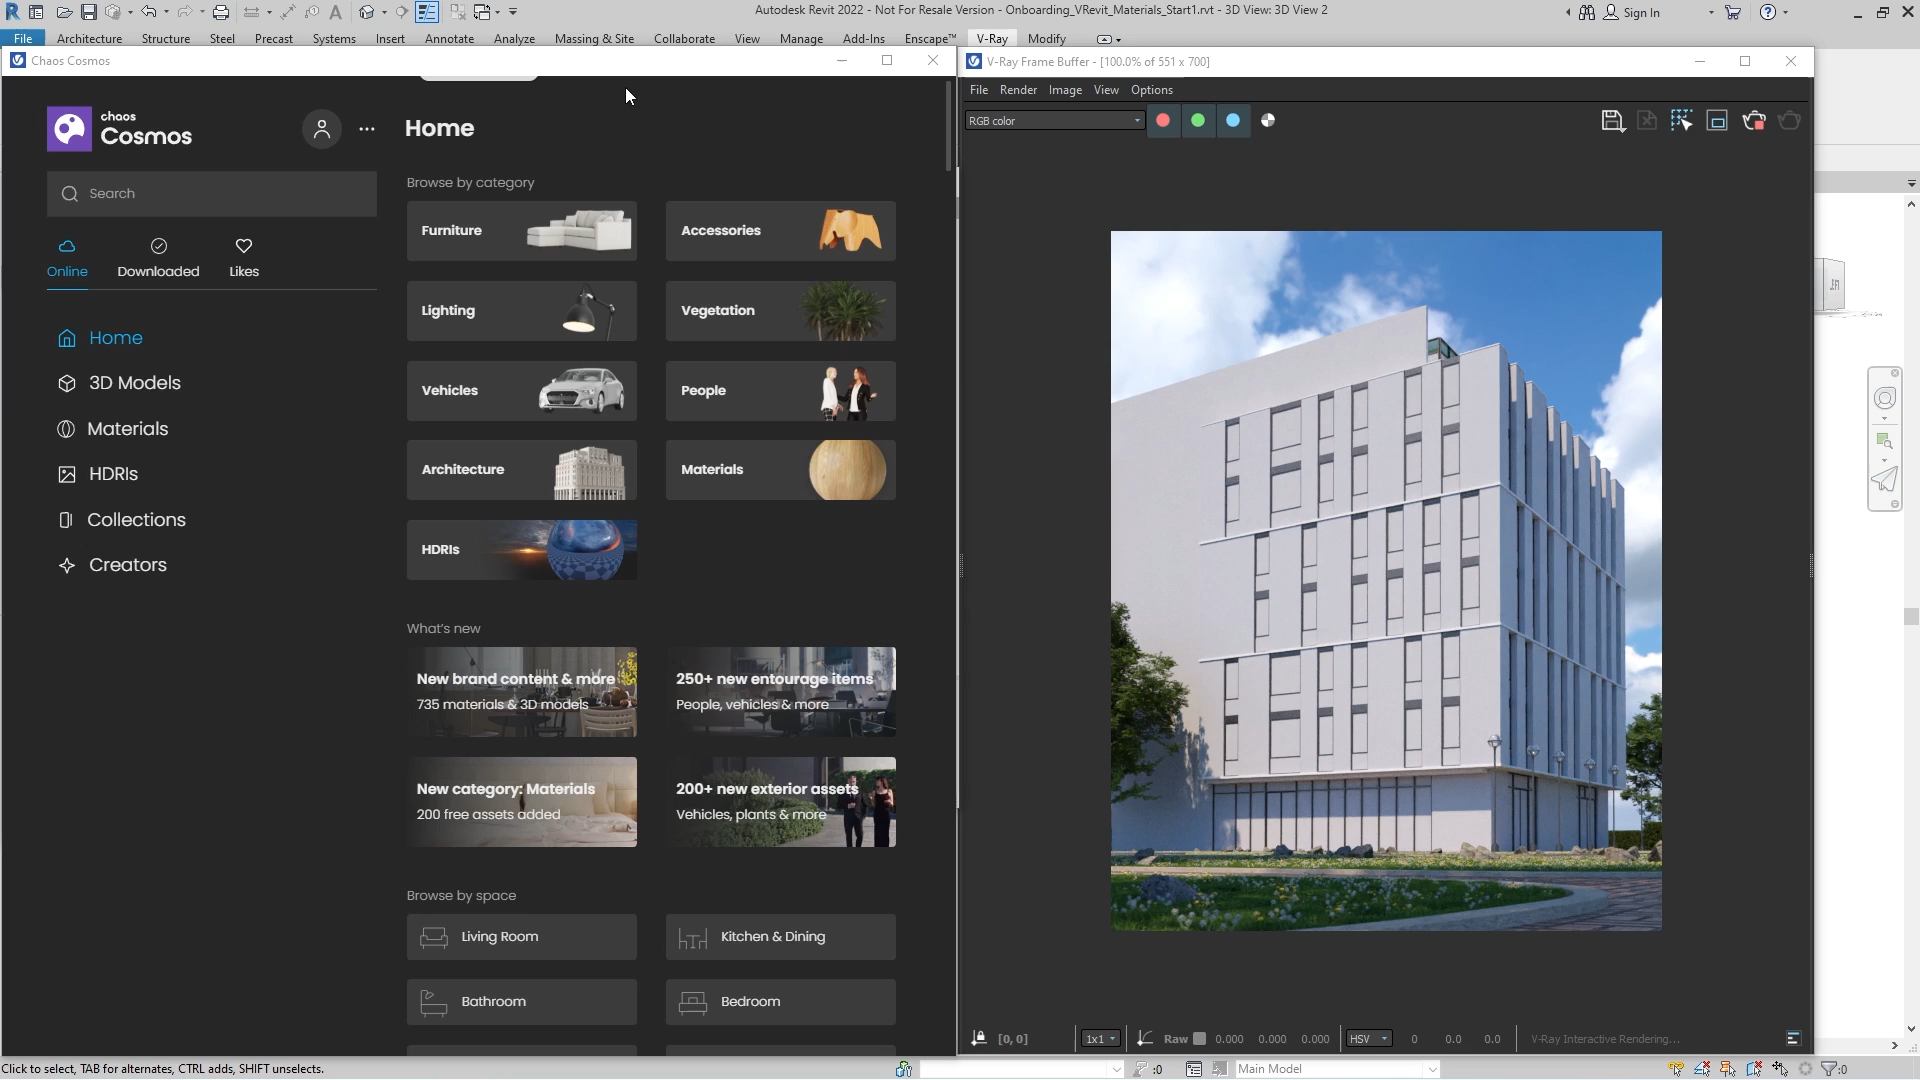 Autodesk Revit 2022 - Not For Resale Version - Onboarding_VRevit_Materials_Start1.rvt - 3D View: 3D View 2
Sign In
File Architecture Structure Steel Precast Systems Insert Annotate Analyze Massing & Site Collaborate View Manage Add-Ins Enscape™ V-Ray Modify
Chaos Cosmos
chaos
Cosmos
Search
Online
Downloaded
Likes
Home
3D Models
Materials
HDRIs
Collections
Creators
Home
Browse by category
Furniture
Accessories
Lighting
Vegetation
Vehicles
People
Architecture
Materials
HDRIs
What's new
New brand content & more
735 materials & 3D models
250+ new entourage items
People, vehicles & more
New category: Materials
200 free assets added
200+ new exterior assets
Vehicles, plants & more
Browse by space
Living Room
Kitchen & Dining
Bathroom
Bedroom
V-Ray Frame Buffer - [100.0% of 551 x 700]
File Render Image View Options
RGB color
[0, 0]
1x1
Raw
0.000 0.000 0.000
HSV
0 0.0 0.0
V-Ray Interactive Rendering...
Click to select, TAB for alternates, CTRL adds, SHIFT unselects.
:0
Main Model
:0